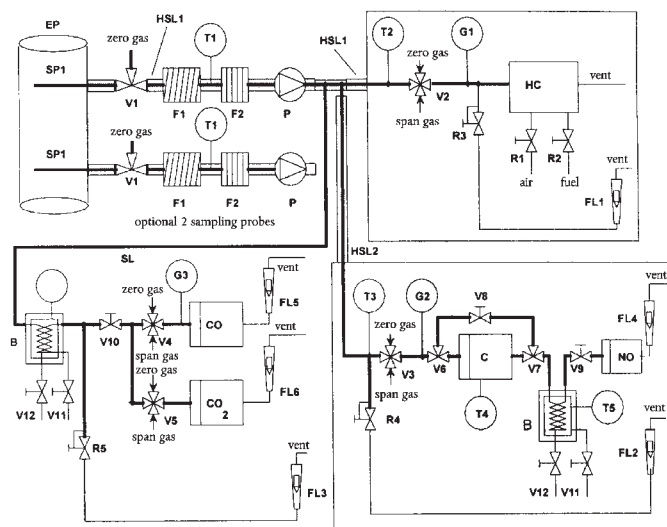 EP
zero gas
HSL1
T1
SP1
V1
F1
F2
P
HSL1
T2
zero gas
G1
V2
span gas
HC
vent
R3
R1
R2
air
fuel
vent
FL1
zero gas
T1
SP1
V1
F1
F2
P
optional 2 sampling probes
SL
HSL2
vent
zero gas
G3
FL5
CO
V10
V4
span gas
zero gas
vent
FL6
CO
2
V5
span gas
B
V12
V11
R5
vent
FL3
T3
zero gas
G2
V8
vent
FL4
V3
span gas
V6
C
V7
V9
NO
T4
R4
B
T5
vent
FL2
V12
V11